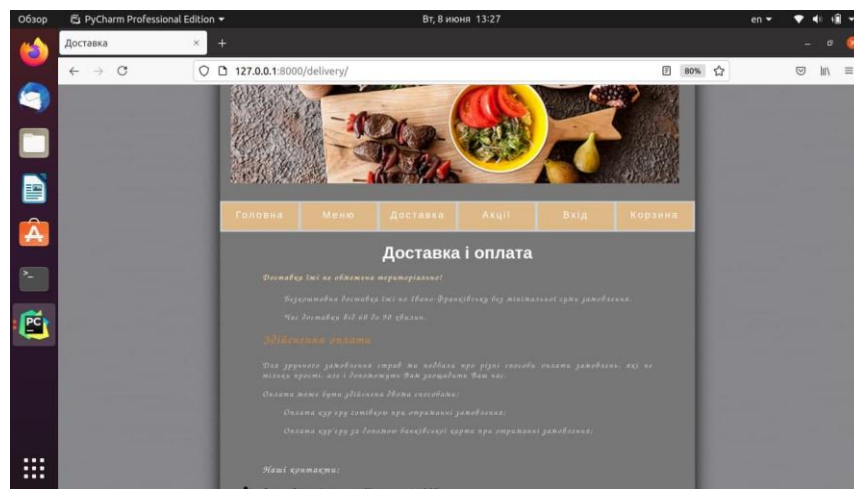 Обзор PyCharm Professional Edition Вт, 8 июня 13:27 en
Доставка
127.0.0.1:8000/delivery/ 80%
Головна Меню Доставка Акції Вхід Корзина
Доставка і оплата
Доставка їжі не обмежена територіально!
Безкоштовна доставка їжі по Івано-Франківську без мінімальної суми замовлення.
Час доставки від 60 до 90 хвилин.
Здійснення оплати
Для зручного замовлення страв ми подбали про різні способи оплати замовлень, які не
тільки прості, але і допоможуть Вам заощадити Ваш час.
Оплата може бути здійснена двома способами:
Оплата кур'єру готівкою при отриманні замовлення;
Оплата кур'єру за допомою банківської карти при отриманні замовлення;
Наші контакти:
PC